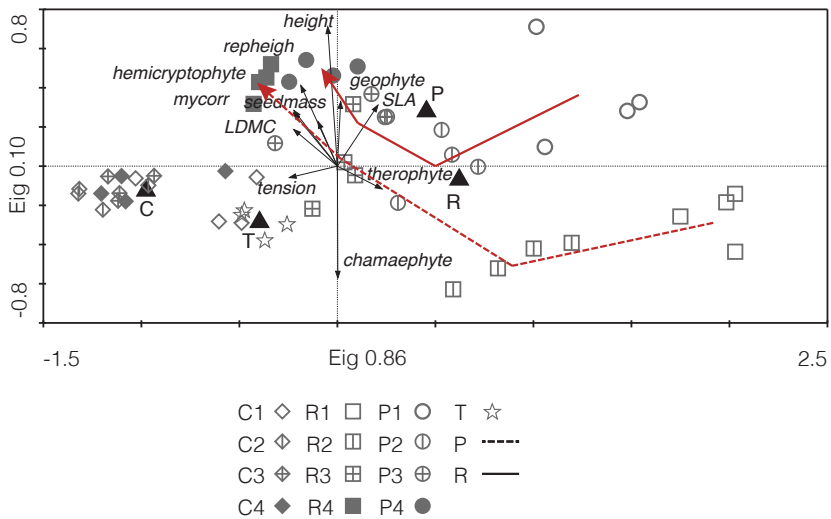 0.8
height
repheigh
hemicryptophyte
geophyte
P
mycorr
seedmass
SLA
LDMC
Eig 0.10
therophyte
tension
C
R
T
chamaephyte
-0.8
-1.5
Eig 0.86
2.5
C1 R1 P1 T
C2 R2 P2 P
C3 R3 P3 R
C4 R4 P4